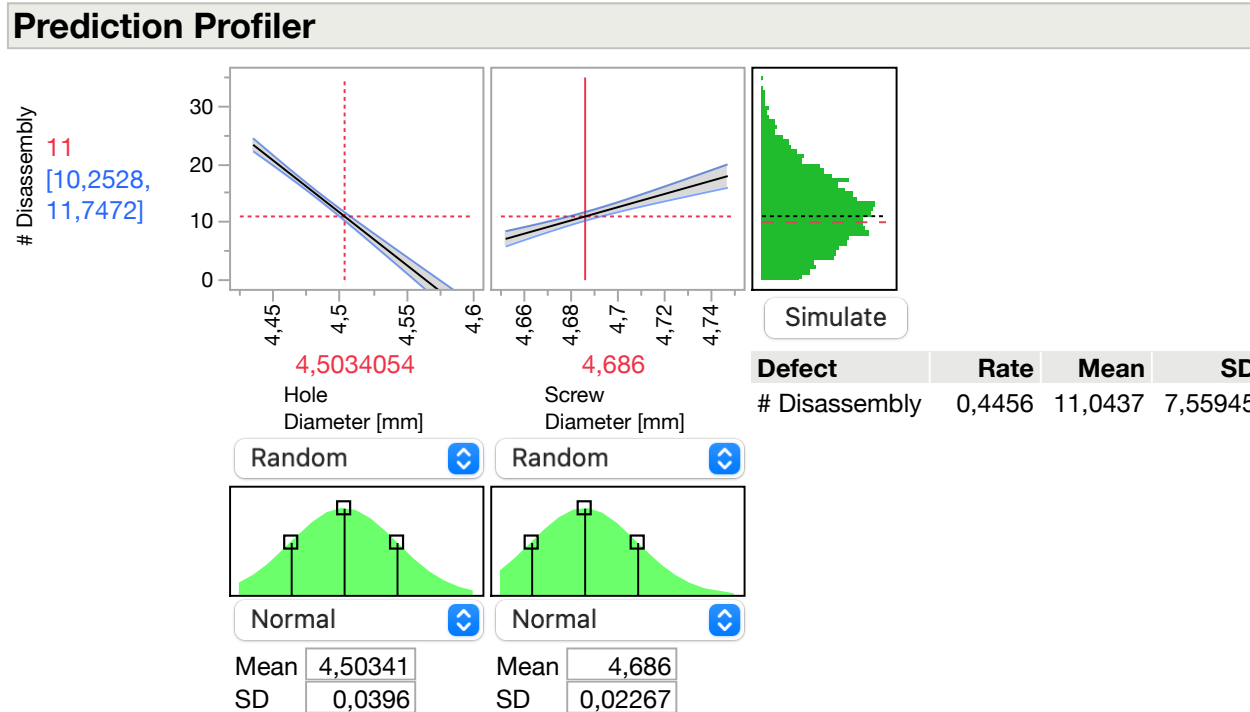 Prediction Profiler
# Disassembly
11
[10,2528,
11,7472]
30
20
10
0
4,45
4,5
4,55
4,6
4,66
4,68
4,7
4,72
4,74
4,5034054
4,686
Hole
Diameter [mm]
Screw
Diameter [mm]
Simulate
Defect Rate Mean SD
# Disassembly 0,4456 11,0437 7,55945
Random
Random
Normal
Normal
Mean 4,50341
SD 0,0396
Mean 4,686
SD 0,02267